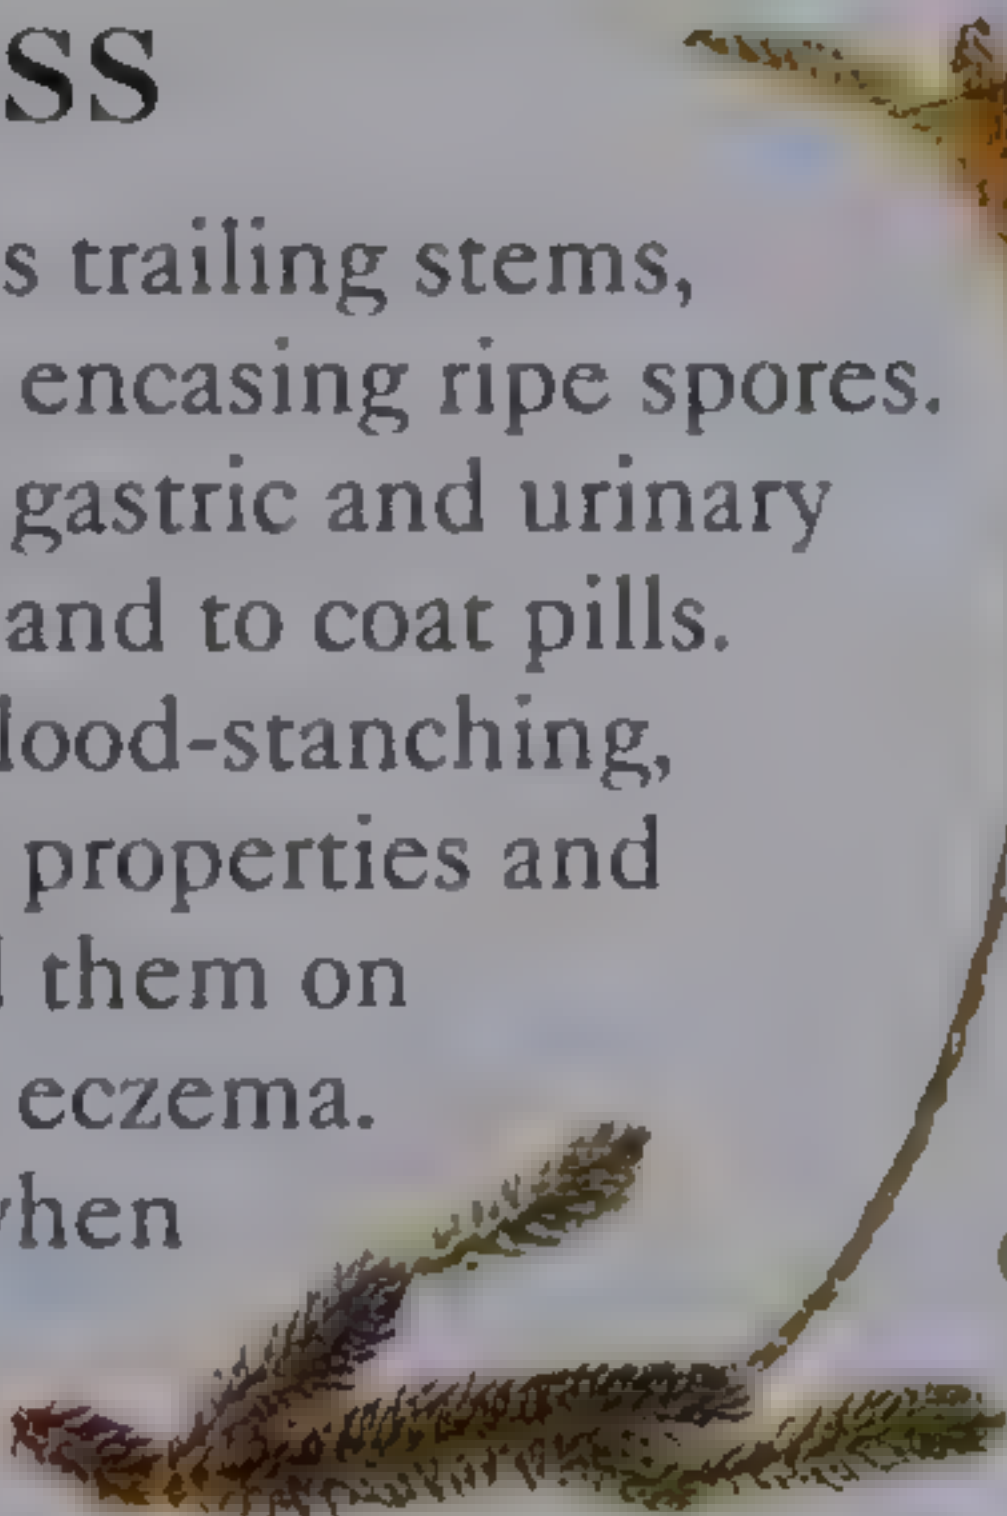 ss
s trailing stems,
encasing ripe spores.
gastric and urinary
and to coat pills.
lood-stanching,
properties and
them on
eczema.
when